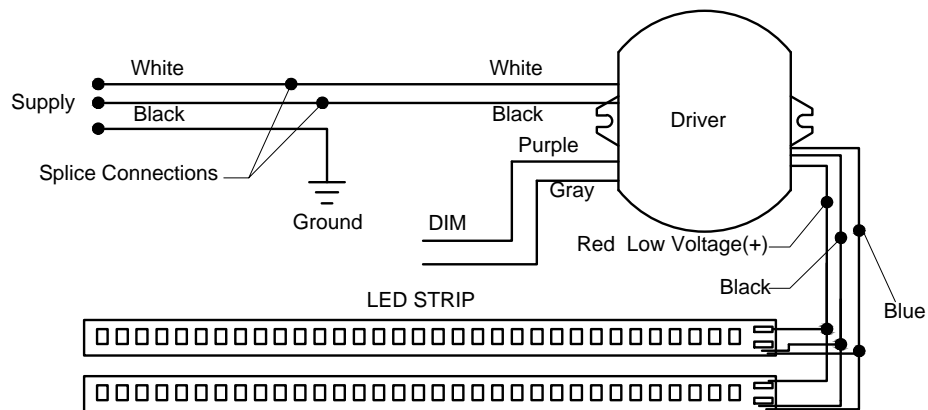 White
White
Supply
Black
Black
Driver
Purple
Splice Connections
Gray
Ground
DIM
Red Low Voltage(+)
Black
LED STRIP
Blue